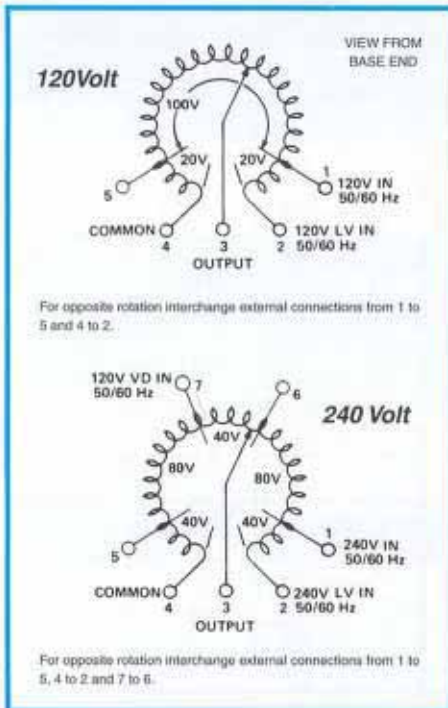 VIEW FROM
BASE END
120Volt
100V
20V
20V
1
120V IN
50/60 Hz
5
COMMON
4
3
2
120V LV IN
50/60 Hz
OUTPUT
For opposite rotation interchange external connections from 1 to
5 and 4 to 2.
120V VD IN
50/60 Hz
7
6
240 Volt
40V
80V
80V
40V
40V
1
240V IN
50/60 Hz
5
COMMON
4
3
2
240V LV IN
50/60 Hz
OUTPUT
For opposite rotation interchange external connections from 1 to
5, 4 to 2 and 7 to 6.